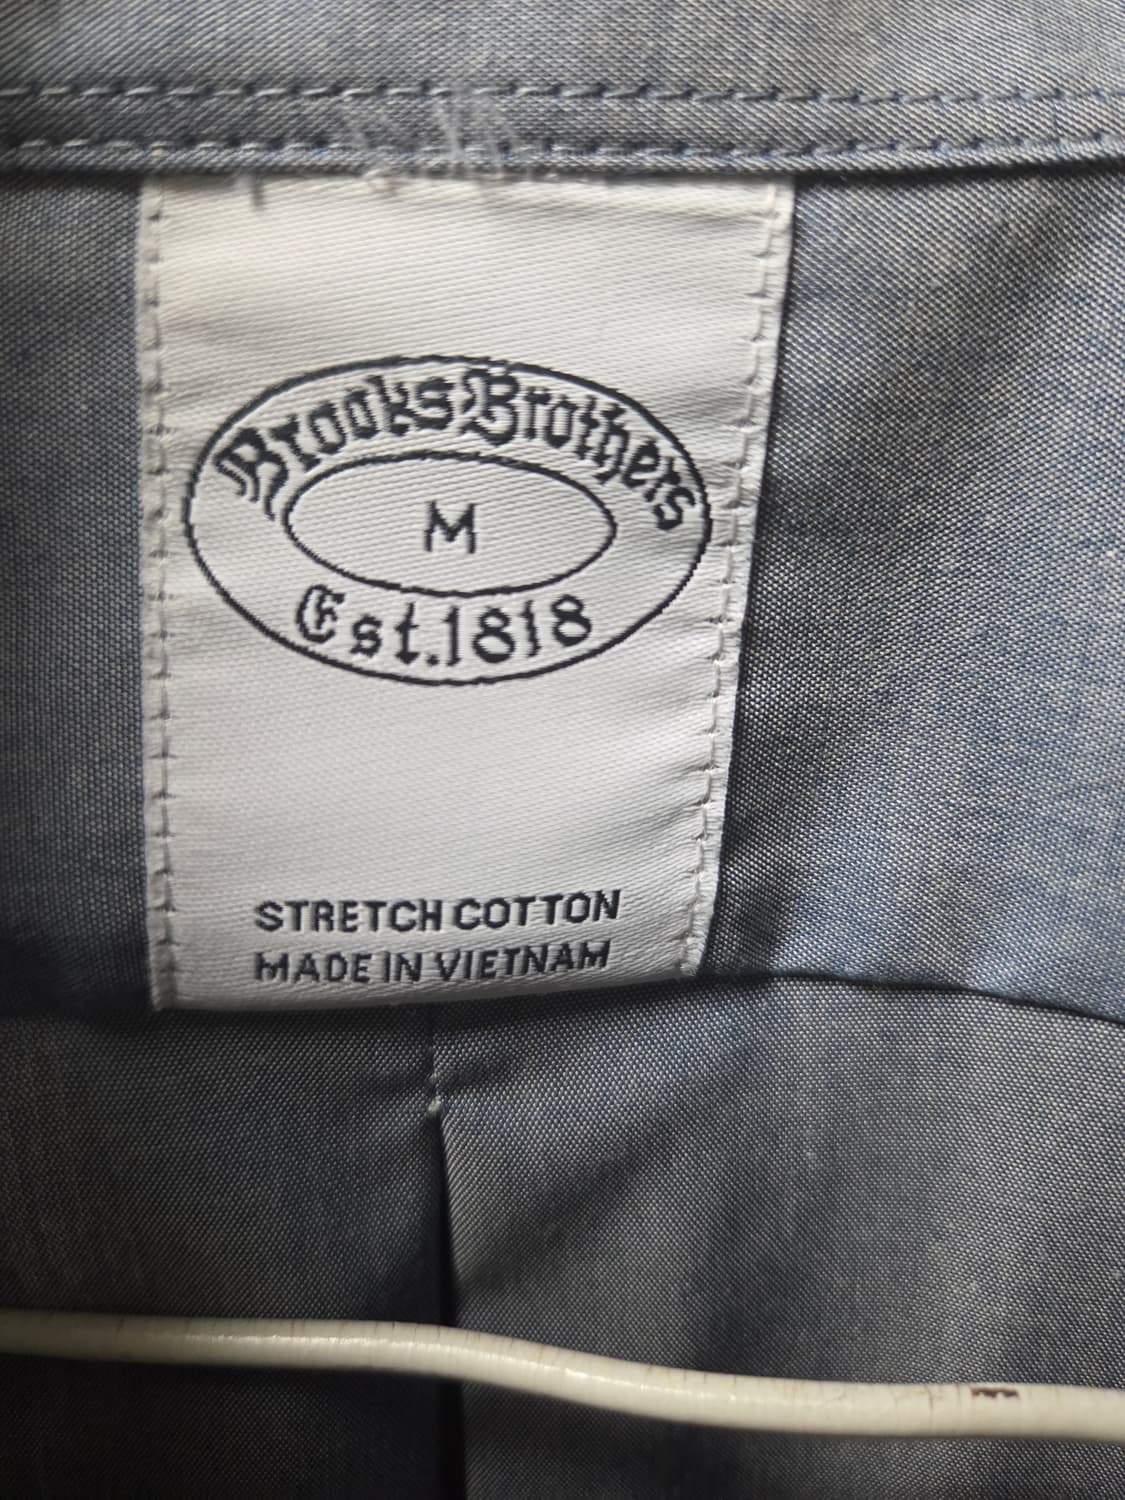 Brooks Brothers
M
Est.1818
STRETCH COTTON
MADE IN VIETNAM